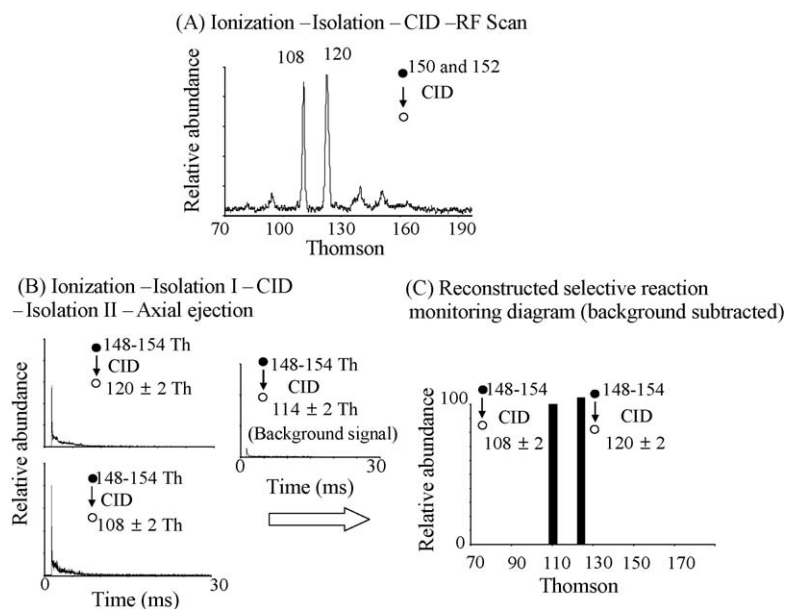 (A) Ionization –Isolation –CID –RF Scan
108
120
150 and 152
CID
Relative abundance
70
100
130
160
190
Thomson
(B) Ionization –Isolation I –CID
–Isolation II –Axial ejection
148-154 Th
CID
120 ± 2 Th
148-154 Th
CID
108 ± 2 Th
Relative abundance
0
30
Time (ms)
148-154 Th
CID
114 ± 2 Th
(Background signal)
0
30
Time (ms)
(C) Reconstructed selective reaction
monitoring diagram (background subtracted)
148-154
CID
108 ± 2
148-154
CID
120 ± 2
Relative abundance
100
0
70
90
110
130
150
170
Thomson